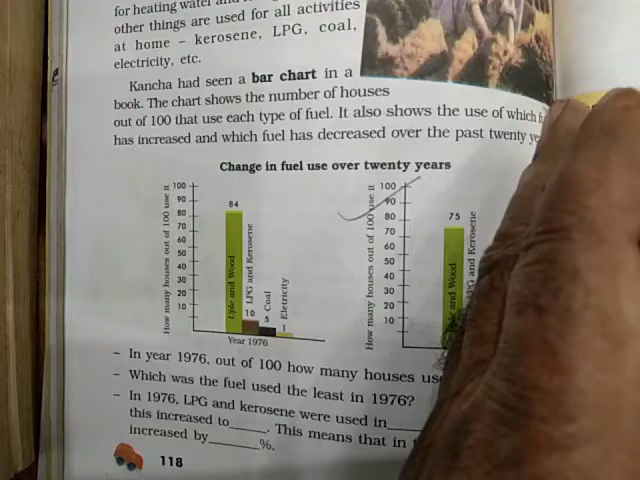 for heating water and
other things are used for all activities
at home – kerosene, LPG, coal,
electricity, etc.
Kancha had seen a bar chart in a
book. The chart shows the number of houses
out of 100 that use each type of fuel. It also shows the use of which
has increased and which fuel has decreased over the past twenty
Change in fuel use over twenty years
How many houses out of 100 use it
100
90
80
70
60
50
40
30
20
10
84
Uple and Wood
10
LPG and Kerosene
5
Coal
1
Eletricity
Year 1976
How many houses out of 100 use it
100
90
80
70
60
50
40
30
20
10
75
and Wood
LPG and Kerosene
– In year 1976, out of 100 how many houses
– Which was the fuel used the least in 1976?
– In 1976, LPG and kerosene were used in____
this increased to____. This means that in
increased by______%.
118